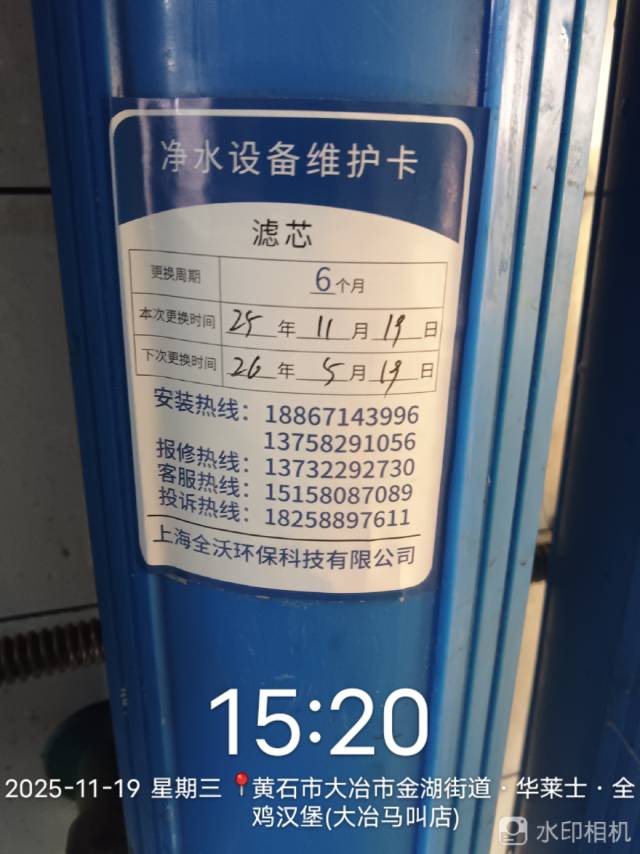 净水设备维护卡
滤芯
更换周期 6个月
本次更换时间 25年11月19日
下次更换时间 26年5月19日
安装热线：18867143996
13758291056
报修热线：13732292730
客服热线：15158087089
投诉热线：18258897611
上海全沃环保科技有限公司
15:20
2025-11-19 星期三 黄石市大冶市金湖街道·华莱士·全
鸡汉堡(大冶马叫店)
水印相机